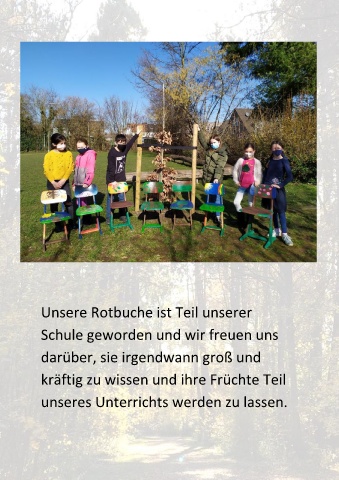 Unsere Rotbuche ist Teil unserer
Schule geworden und wir freuen uns
darüber, sie irgendwann groß und
kräftig zu wissen und ihre Früchte Teil
unseres Unterrichts werden zu lassen.